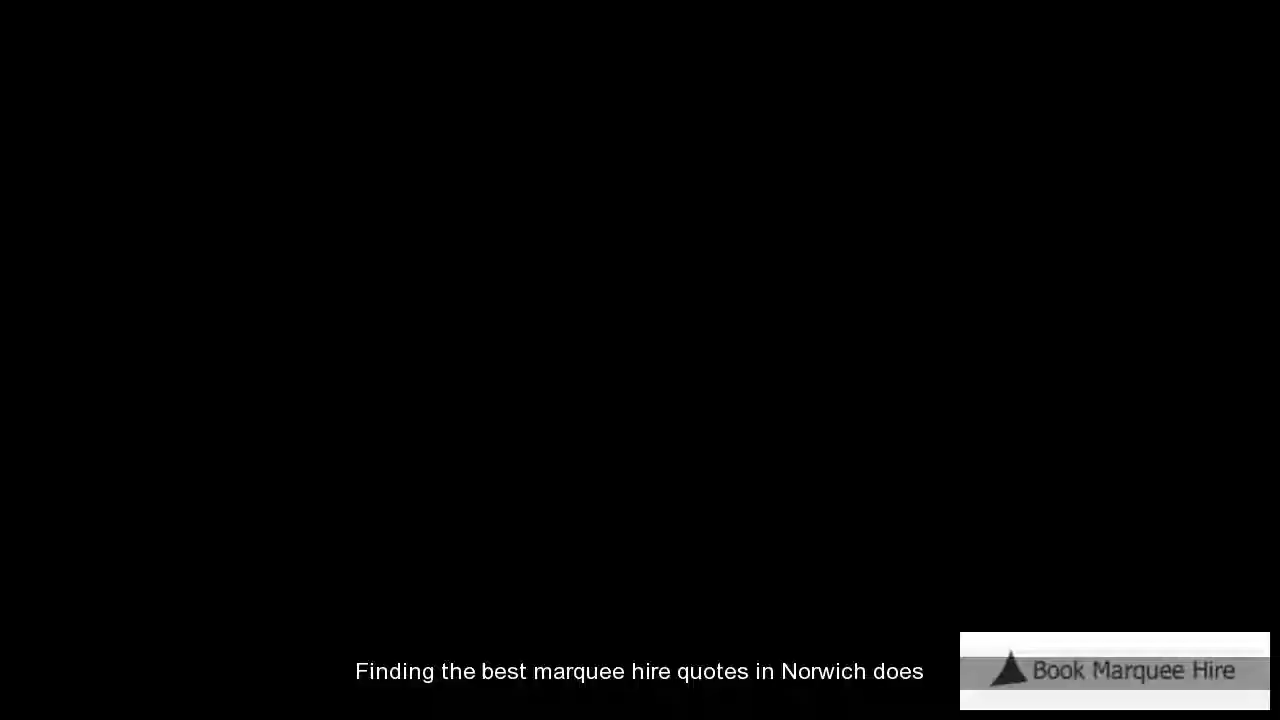 Finding the best marquee hire quotes in Norwich does
Book Marquee Hire